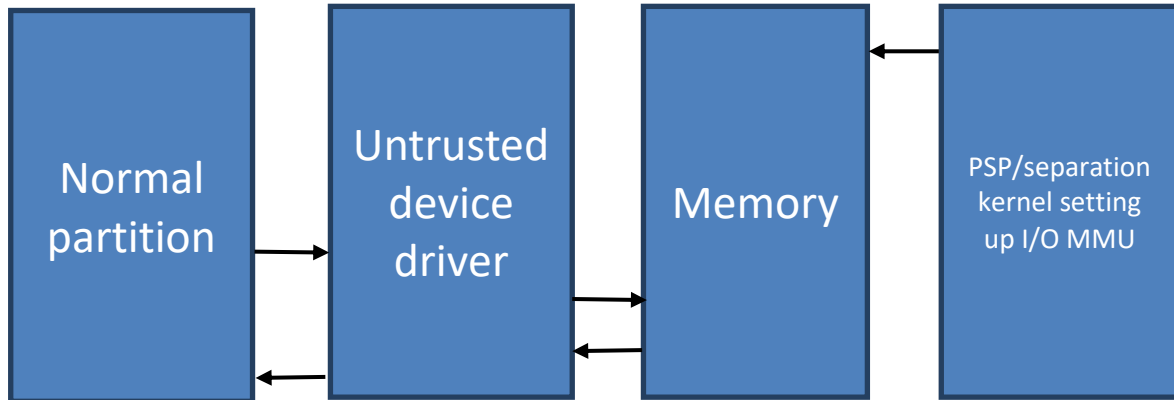 Normal
partition
Untrusted
device
driver
Memory
PSP/separation
kernel setting
up I/O MMU